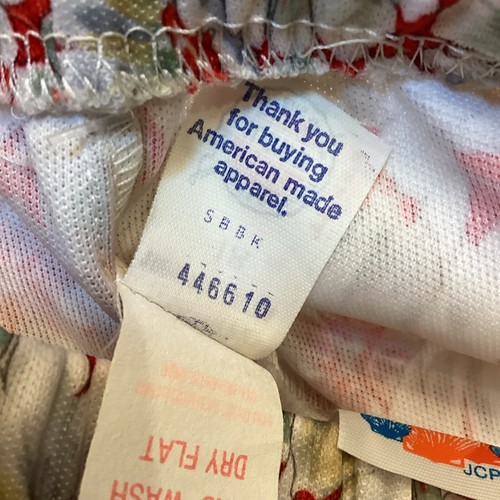 Thank you
for buying
American made
apparel.
SBBK
446610
DRY FLAT
WASH
JCP